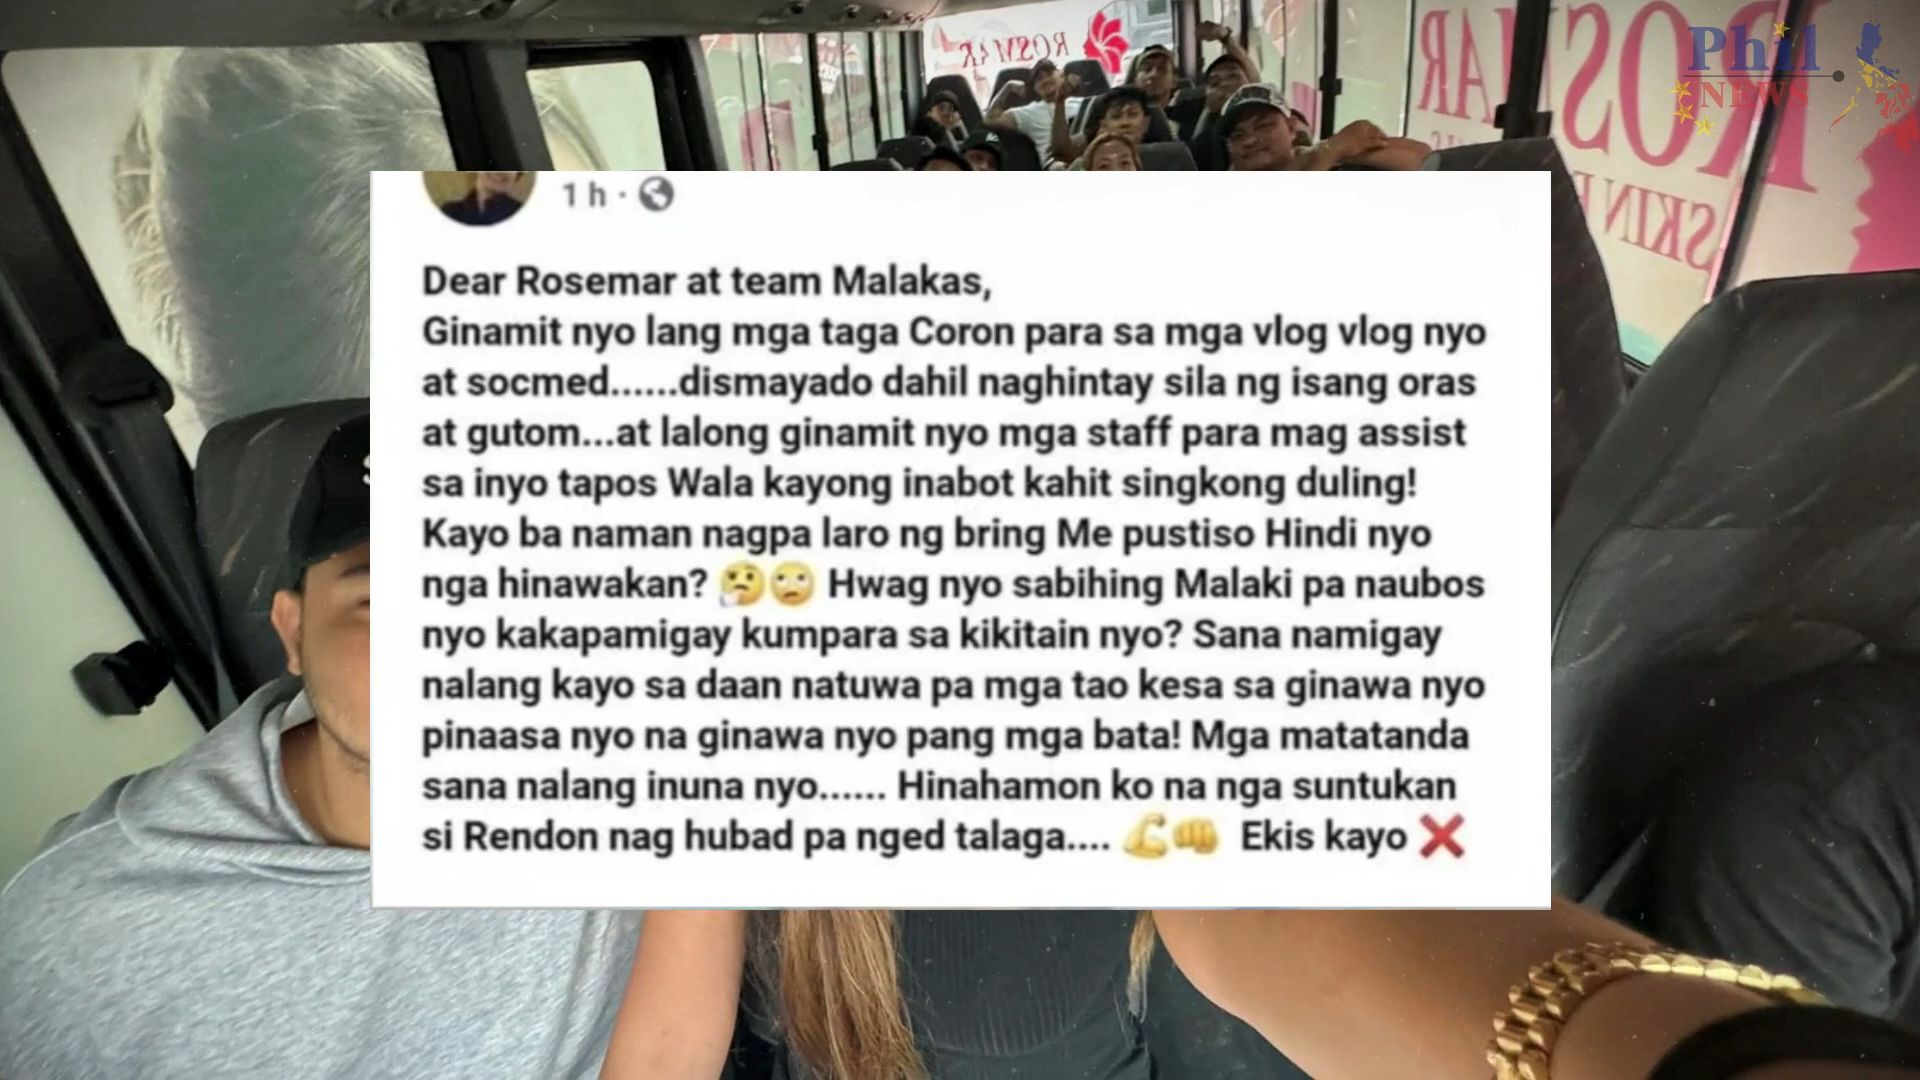 ROSMAR
ROSMAR
SKIN
Phil
NEWS
1 h ·
Dear Rosemar at team Malakas,
Ginamit nyo lang mga taga Coron para sa mga vlog vlog nyo
at socmed......dismayado dahil naghintay sila ng isang oras
at gutom...at lalong ginamit nyo mga staff para mag assist
sa inyo tapos Wala kayong inabot kahit singkong duling!
Kayo ba naman nagpa laro ng bring Me pustiso Hindi nyo
nga hinawakan? 🤔🙄 Hwag nyo sabihing Malaki pa naubos
nyo kakapamigay kumpara sa kikitain nyo? Sana namigay
nalang kayo sa daan natuwa pa mga tao kesa sa ginawa nyo
pinaasa nyo na ginawa nyo pang mga bata! Mga matatanda
sana nalang inuna nyo...... Hinahamon ko na nga suntukan
si Rendon nag hubad pa nged talaga.... 💪👊 Ekis kayo ❌